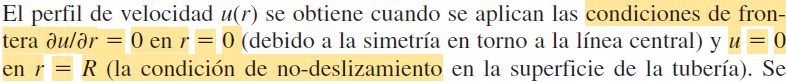 El perfil de velocidad u(r) se obtiene cuando se aplican las condiciones de fron-
tera ∂u/∂r = 0 en r = 0 (debido a la simetría en torno a la línea central) y u = 0
en r = R (la condición de no-deslizamiento en la superficie de la tubería). Se